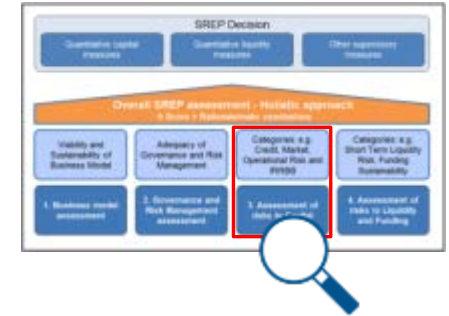 SREP Decision
Quantitative capital
measures
Quantitative liquidity
measures
Other supervisory
measures
Overall SREP assessment - Holistic approach
Viability and
Sustainability of
Business Model
Adequacy of
Governance and Risk
Management
Categories: e.g.
Credit, Market,
Operational Risk and
IRRBB
Categories: e.g.
Short Term Liquidity
Risk, Funding
Sustainability
1. Business model
assessment
2. Governance and
Risk Management
assessment
3. Assessment of
risks to Capital
4. Assessment of
risks to Liquidity
and Funding